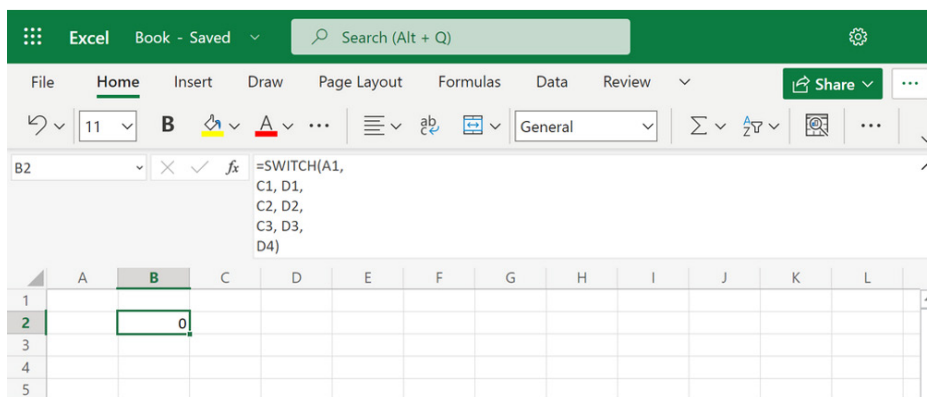 Excel Book - Saved Search (Alt + Q)
File Home Insert Draw Page Layout Formulas Data Review Share
11 B A ab c General Σ A Z
B2 fx =SWITCH(A1,
C1, D1,
C2, D2,
C3, D3,
D4)
A B C D E F G H I J K L
1
2 0
3
4
5